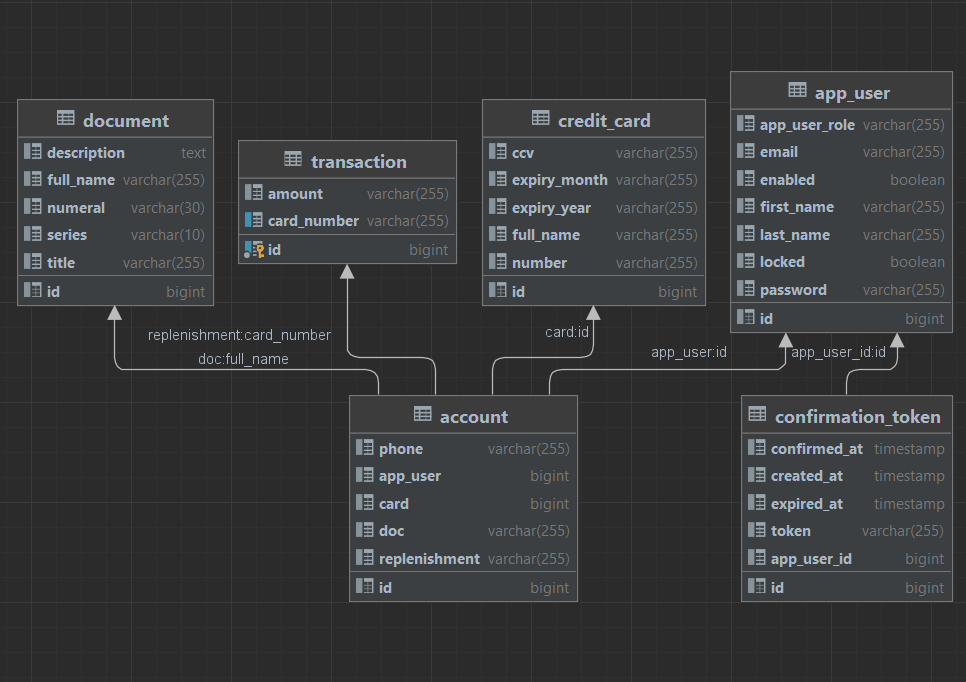 document
description text
full_name varchar(255)
numeral varchar(30)
series varchar(10)
title varchar(255)
id bigint
transaction
amount varchar(255)
card_number varchar(255)
id bigint
credit_card
ccv varchar(255)
expiry_month varchar(255)
expiry_year varchar(255)
full_name varchar(255)
number varchar(255)
id bigint
app_user
app_user_role varchar(255)
email varchar(255)
enabled boolean
first_name varchar(255)
last_name varchar(255)
locked boolean
password varchar(255)
id bigint
replenishment:card_number
doc:full_name
card:id
app_user:id
app_user_id:id
account
phone varchar(255)
app_user bigint
card bigint
doc varchar(255)
replenishment varchar(255)
id bigint
confirmation_token
confirmed_at timestamp
created_at timestamp
expired_at timestamp
token varchar(255)
app_user_id bigint
id bigint